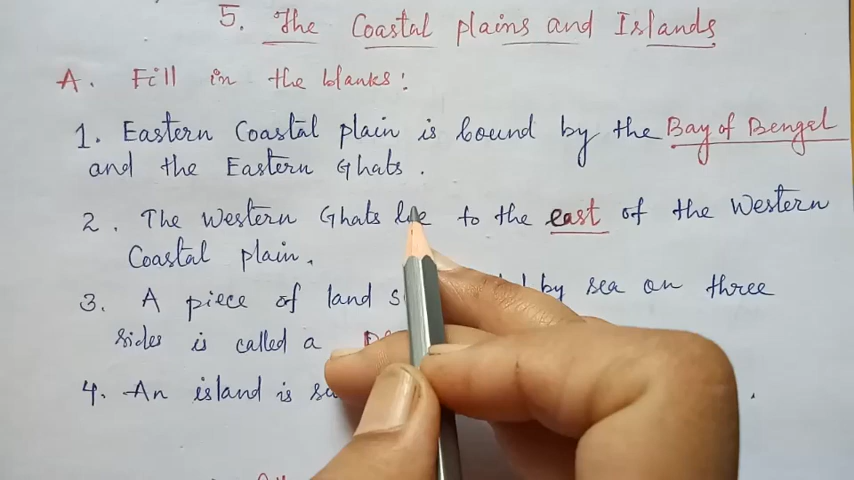 5. The Coastal plains and Islands
A. Fill in the blanks:
1. Eastern Coastal plain is bound by the Bay of Bengal
and the Eastern Ghats.
2. The Western Ghats lie to the east of the Western
Coastal plain.
3. A piece of land by sea on three
sides is called a
4. An island is